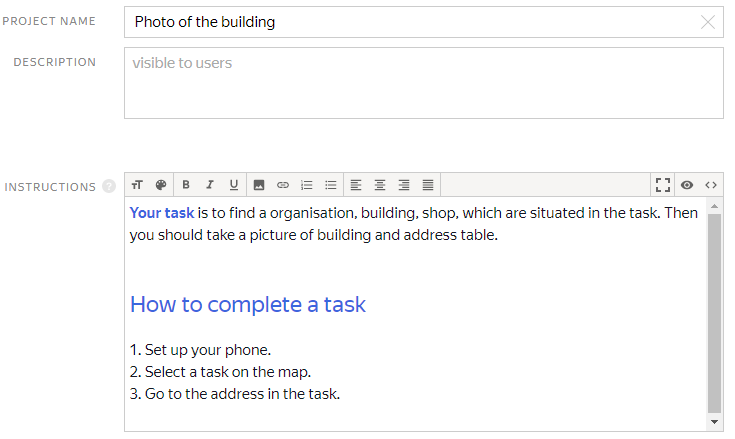 PROJECT NAME
Photo of the building
DESCRIPTION
visible to users
INSTRUCTIONS ?
тT B I U
Your task is to find a organisation, building, shop, which are situated in the task. Then
you should take a picture of building and address table.
How to complete a task
1. Set up your phone.
2. Select a task on the map.
3. Go to the address in the task.